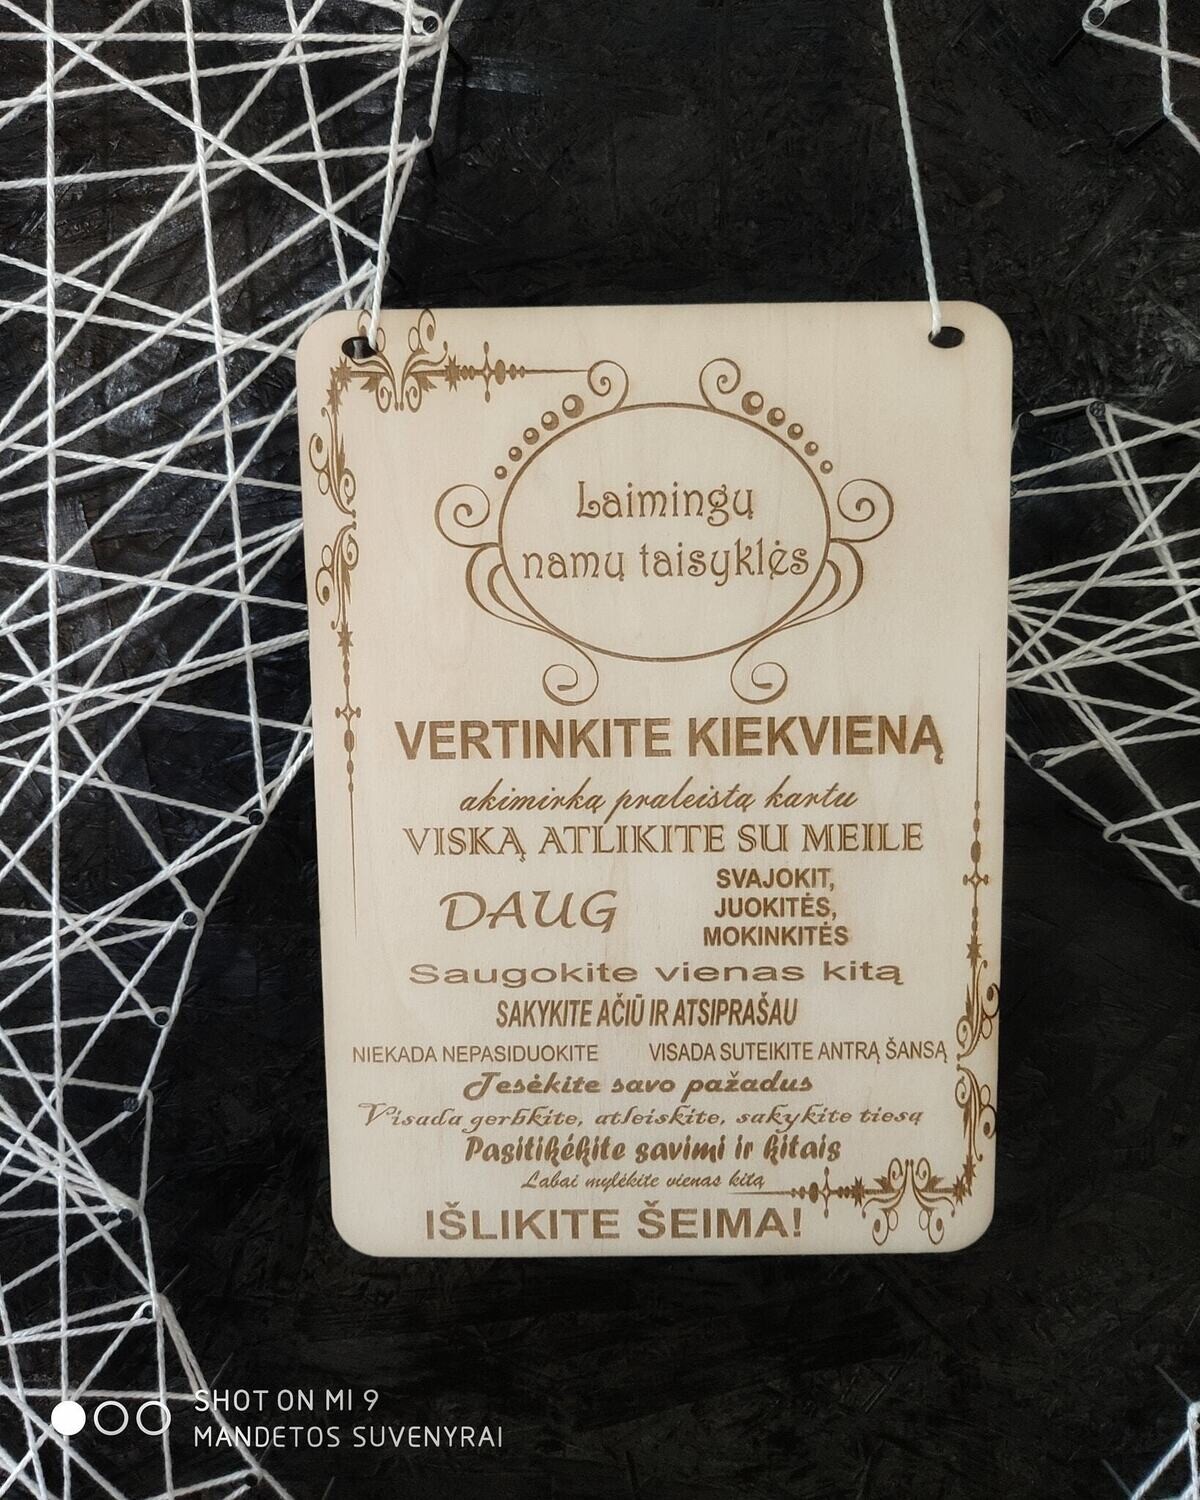 Laimingų
namų taisyklės
VERTINKITE KIEKVIENĄ
akimirką praleistą kartu
VISKĄ ATLIKITE SU MEILE
DAUG
SVAJOKIT,
JUOKITĖS,
MOKINKITĖS
Saugokite vienas kitą
SAKYKITE AČIŪ IR ATSIPRAŠAU
NIEKADA NEPASIDUOKITE VISADA SUTEIKITE ANTRĄ ŠANSĄ
Tesėkite savo pažadus
Visada gerbkite, atleiskite, sakykite tiesą
Pasitikėkite savimi ir kitais
Labai mylėkite vienas kitą
IŠLIKITE ŠEIMA!
SHOT ON MI 9
MANDETOS SUVENYRAI